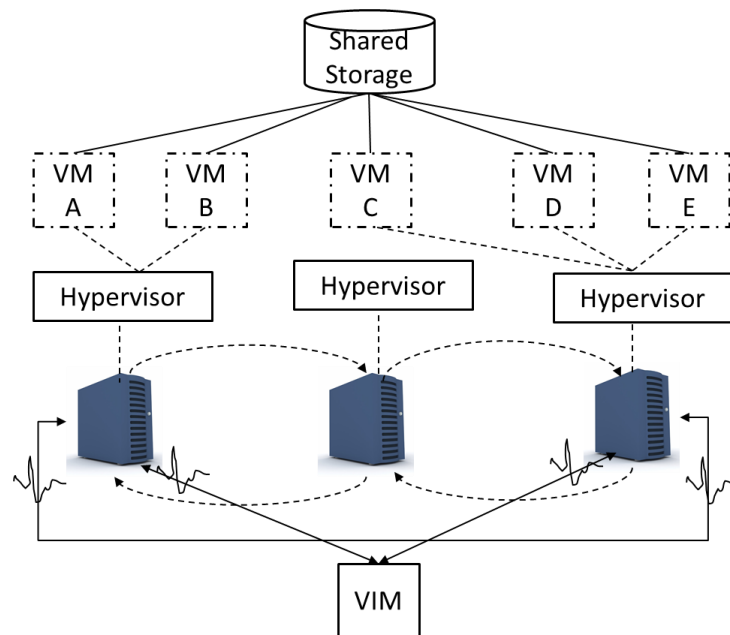 Shared
Storage
VM
A
VM
B
VM
C
VM
D
VM
E
Hypervisor
Hypervisor
Hypervisor
VIM